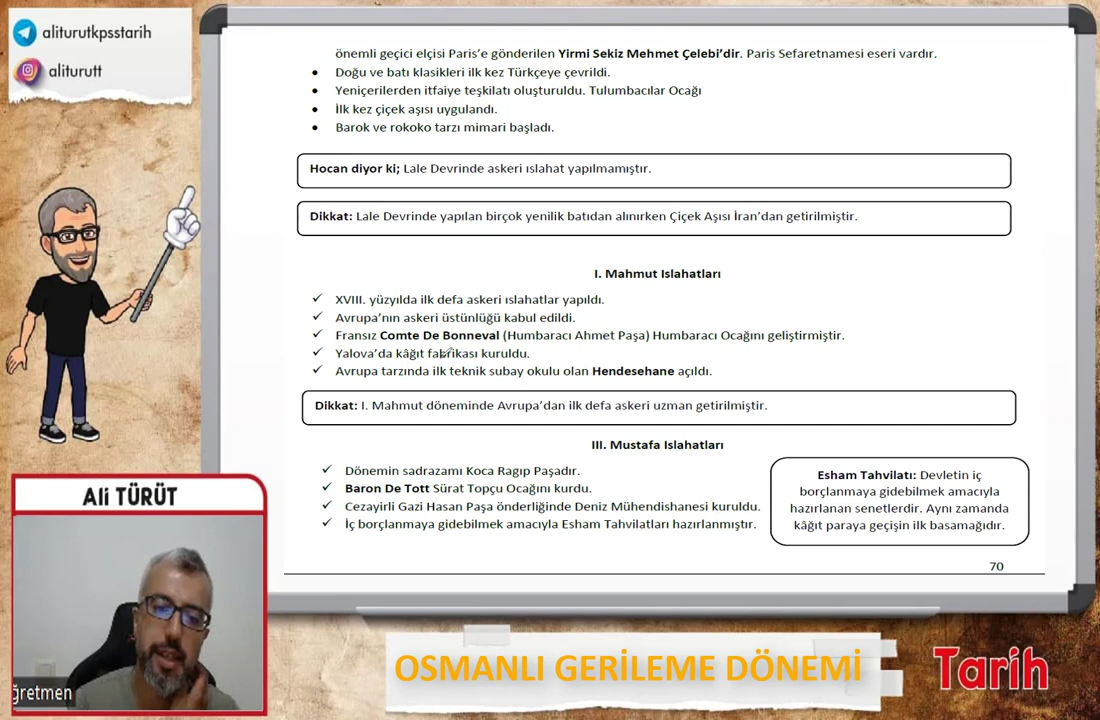 aliturutkpsstarih
aliturutt
önemli geçici elçisi Paris’e gönderilen Yirmi Sekiz Mehmet Çelebi’dir. Paris Sefaretnamesi eseri vardır.
• Doğu ve batı klasikleri ilk kez Türkçeye çevrildi.
• Yeniçerilerden itfaiye teşkilatı oluşturuldu. Tulumbacılar Ocağı
• İlk kez çiçek aşısı uygulandı.
• Barok ve rokoko tarzı mimari başladı.
Hocan diyor ki; Lale Devrinde askeri ıslahat yapılmamıştır.
Dikkat: Lale Devrinde yapılan birçok yenilik batıdan alınırken Çiçek Aşısı İran’dan getirilmiştir.
I. Mahmut Islahatları
✓ XVIII. yüzyılda ilk defa askeri ıslahatlar yapıldı.
✓ Avrupa’nın askeri üstünlüğü kabul edildi.
✓ Fransız Comte De Bonneval (Humbaracı Ahmet Paşa) Humbaracı Ocağını geliştirmiştir.
✓ Yalova’da kâğıt fabrikası kuruldu.
✓ Avrupa tarzında ilk teknik subay okulu olan Hendesehane açıldı.
Dikkat: I. Mahmut döneminde Avrupa’dan ilk defa askeri uzman getirilmiştir.
III. Mustafa Islahatları
✓ Dönemin sadrazamı Koca Ragıp Paşadır.
✓ Baron De Tott Sürat Topçu Ocağını kurdu.
✓ Cezayirli Gazi Hasan Paşa önderliğinde Deniz Mühendishanesi kuruldu.
✓ İç borçlanmaya gidebilmek amacıyla Esham Tahvilatları hazırlanmıştır.
Esham Tahvilatı: Devletin iç
borçlanmaya gidebilmek amacıyla
hazırlanan senetlerdir. Aynı zamanda
kâğıt paraya geçişin ilk basamağıdır.
70
Ali TÜRÜT
ğretmen
OSMANLI GERİLEME DÖNEMİ
Tarih